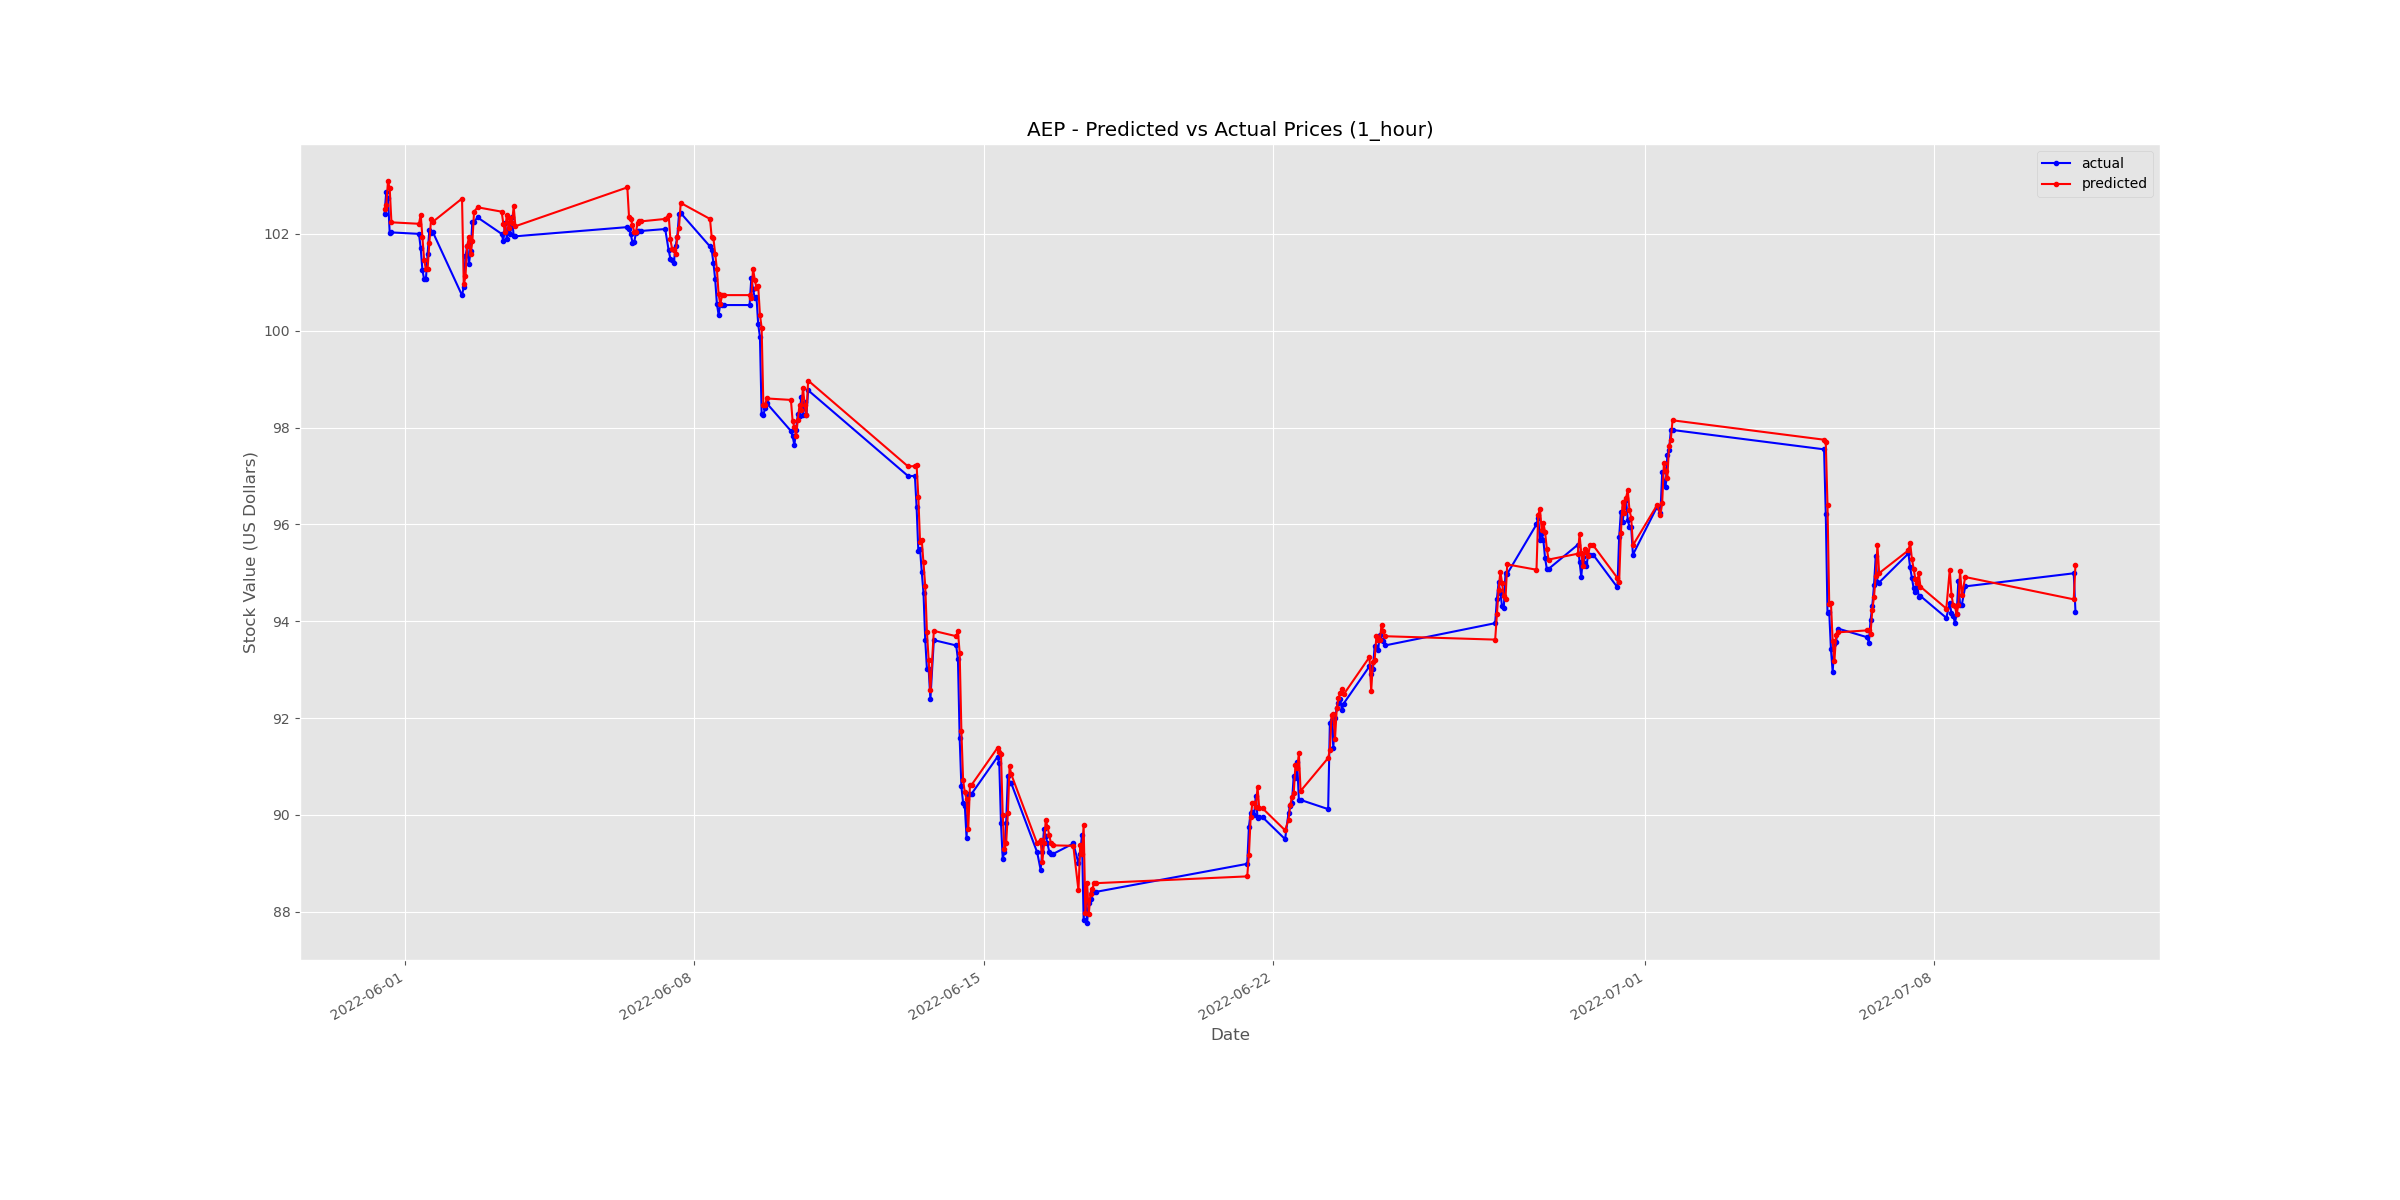 AEP - Predicted vs Actual Prices (1_hour)
actual
predicted
Stock Value (US Dollars)
102
100
98
96
94
92
90
88
2022-06-01
2022-06-08
2022-06-15
2022-06-22
2022-07-01
2022-07-08
Date